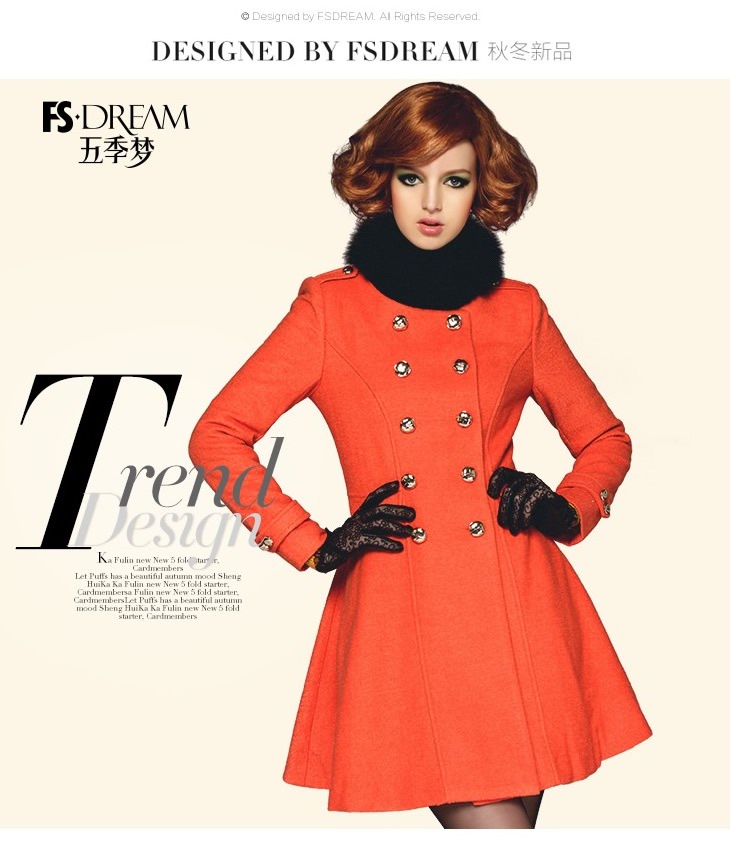 © Designed by FSDREAM. All Rights Reserved.
DESIGNED BY FSDREAM 秋冬新品
FS·DREAM
五季梦
Trend
Design
Ka Fulin new New 5 fold starter,
Cardmembers
Let Puffs has a beautiful autumn mood Sheng
HuiKa Ka Fulin new New 5 fold starter,
Cardmembersa Fulin new New 5 fold starter,
CardmembersLet Puffs has a beautiful autumn
mood Sheng HuiKa Ka Fulin new New 5 fold
starter, Cardmembers